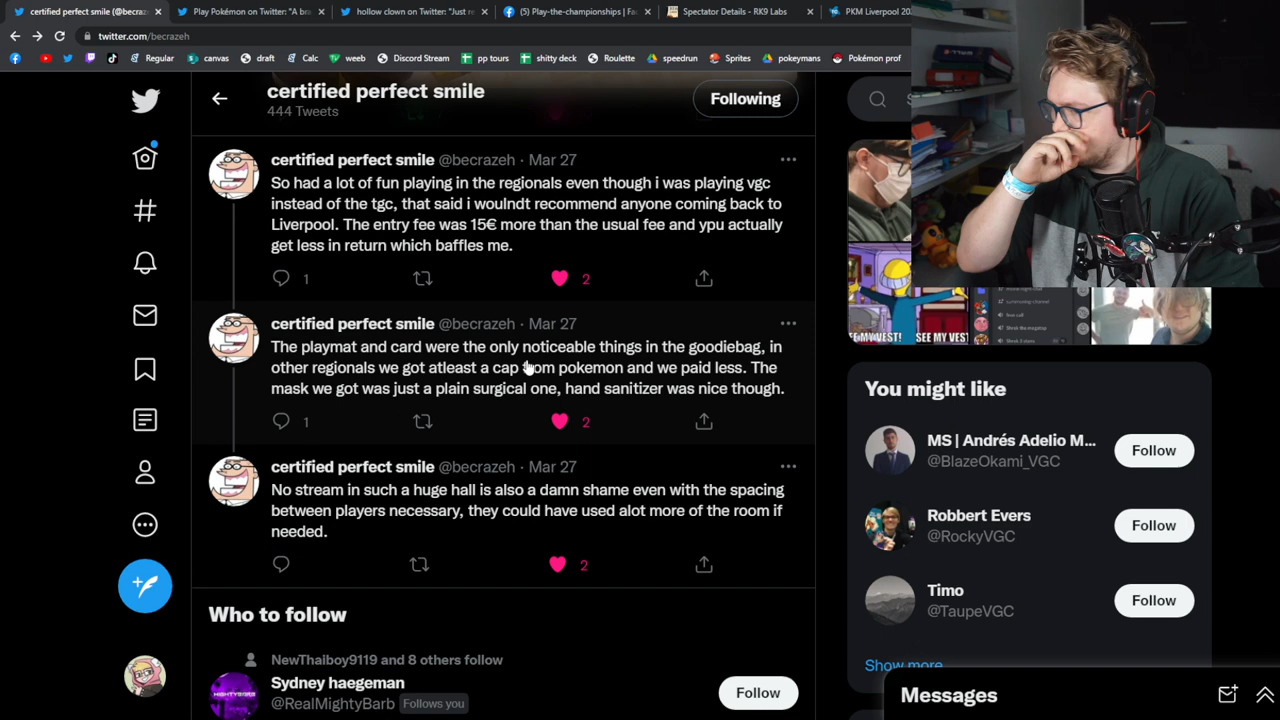 certified perfect smile (@becraz
Play Pokémon on Twitter: "A b
hollow clown on Twitter: "Just re
(5) Play-the-championships | Fa
Spectator Details - RK9 Labs
PKM Liverpool 20
twitter.com/becrazeh
Regular
canvas
draft
Calc
weeb
Discord Stream
pp tours
shitty deck
Roulette
speedrun
Sprites
pokeymans
Pokémon prof
certified perfect smile
444 Tweets
Following
certified perfect smile @becrazeh · Mar 27
So had a lot of fun playing in the regionals even though i was playing vgc
instead of the tgc, that said i woulndt recommend anyone coming back to
Liverpool. The entry fee was 15€ more than the usual fee and ypu actually
get less in return which baffles me.
1
2
certified perfect smile @becrazeh · Mar 27
The playmat and card were the only noticeable things in the goodiebag, in
other regionals we got atleast a cap from pokemon and we paid less. The
mask we got was just a plain surgical one, hand sanitizer was nice though.
1
2
certified perfect smile @becrazeh · Mar 27
No stream in such a huge hall is also a damn shame even with the spacing
between players necessary, they could have used alot more of the room if
needed.
2
Who to follow
NewThaiboy9119 and 8 others follow
Sydney haegeman
@RealMightyBarb Follows you
Follow
SEE MY VEST!
SEE MY VEST!
You might like
MS | Andrés Adelio M...
@BlazeOkami_VGC
Follow
Robbert Evers
@RockyVGC
Follow
Timo
@TaupeVGC
Follow
Show more
Messages